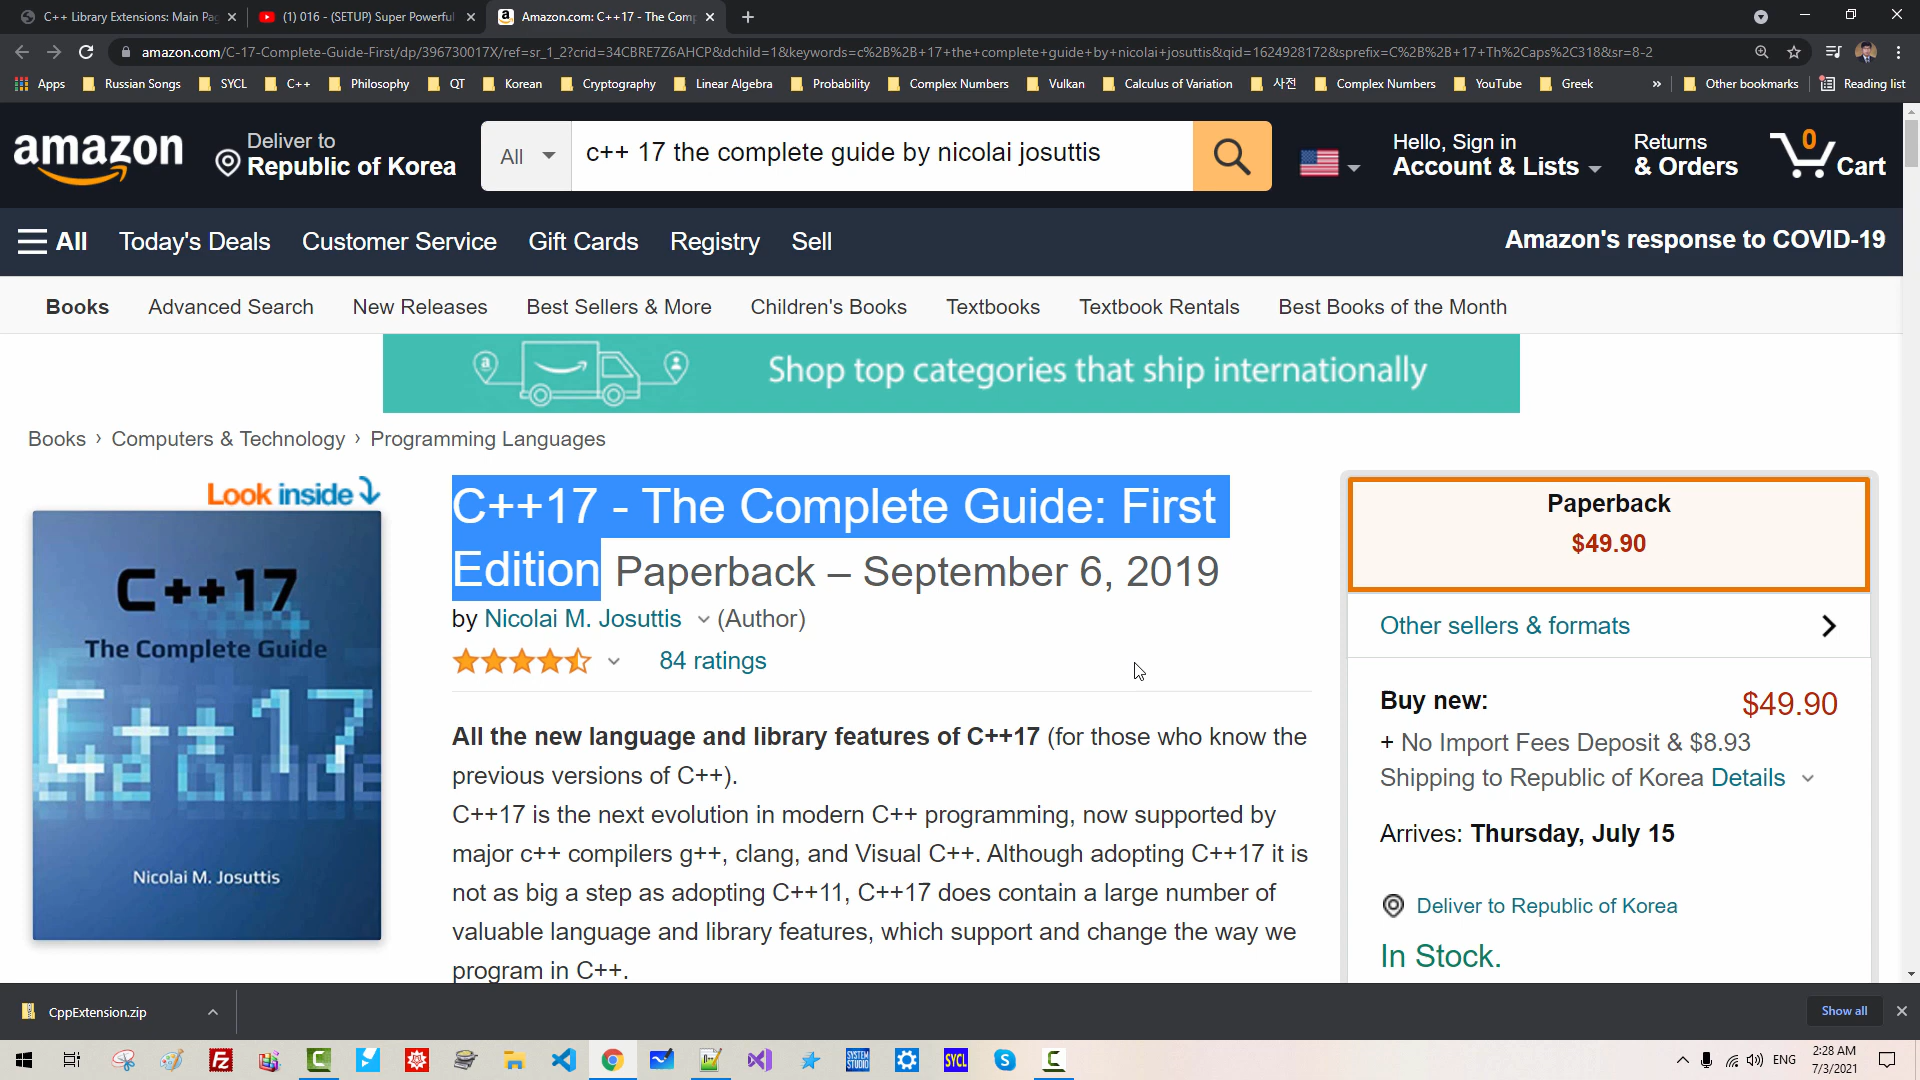 C++ Library Extensions: Main Pag
(1) 016 - (SETUP) Super Powerful
Amazon.com: C++17 - The Comp
amazon.com/C-17-Complete-Guide-First/dp/396730017X/ref=sr_1_2?crid=34CBRE7Z6AHCP&dchild=1&keywords=c%2B%2B+17+the+complete+guide+by+nicolai+josuttis&qid=1624928172&sprefix=C%2B%2B+17+Th%2Caps%2C318&sr=8-2
Apps Russian Songs SYCL C++ Philosophy QT Korean Cryptography Linear Algebra Probability Complex Numbers Vulkan Calculus of Variation 사전 Complex Numbers YouTube Greek » Other bookmarks Reading list
amazon
Deliver to
Republic of Korea
All
c++ 17 the complete guide by nicolai josuttis
Hello, Sign in
Account & Lists
Returns
& Orders
0
Cart
All Today's Deals Customer Service Gift Cards Registry Sell
Amazon's response to COVID-19
Books Advanced Search New Releases Best Sellers & More Children's Books Textbooks Textbook Rentals Best Books of the Month
Shop top categories that ship internationally
Books › Computers & Technology › Programming Languages
Look inside
C++17
The Complete Guide
C++17
Nicolai M. Josuttis
C++17 - The Complete Guide: First
Edition Paperback – September 6, 2019
by Nicolai M. Josuttis (Author)
84 ratings
All the new language and library features of C++17 (for those who know the
previous versions of C++).
C++17 is the next evolution in modern C++ programming, now supported by
major c++ compilers g++, clang, and Visual C++. Although adopting C++17 it is
not as big a step as adopting C++11, C++17 does contain a large number of
valuable language and library features, which support and change the way we
program in C++.
Paperback
$49.90
Other sellers & formats
Buy new:
$49.90
+ No Import Fees Deposit & $8.93
Shipping to Republic of Korea Details
Arrives: Thursday, July 15
Deliver to Republic of Korea
In Stock.
CppExtension.zip
Show all
SYSTEM
STUDIO
SYCL
ENG
2:28 AM
7/3/2021